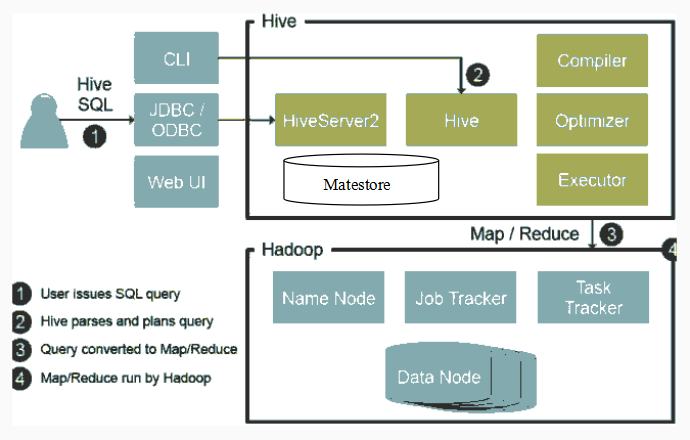 Hive
CLI
Compiler
2
Hive
SQL
JDBC /
ODBC
HiveServer2
Hive
Optimizer
1
Web UI
Matestore
Executor
Map / Reduce
3
Hadoop
4
Name Node
Job Tracker
Task
Tracker
1 User issues SQL query
2 Hive parses and plans query
3 Query converted to Map/Reduce
4 Map/Reduce run by Hadoop
Data Node